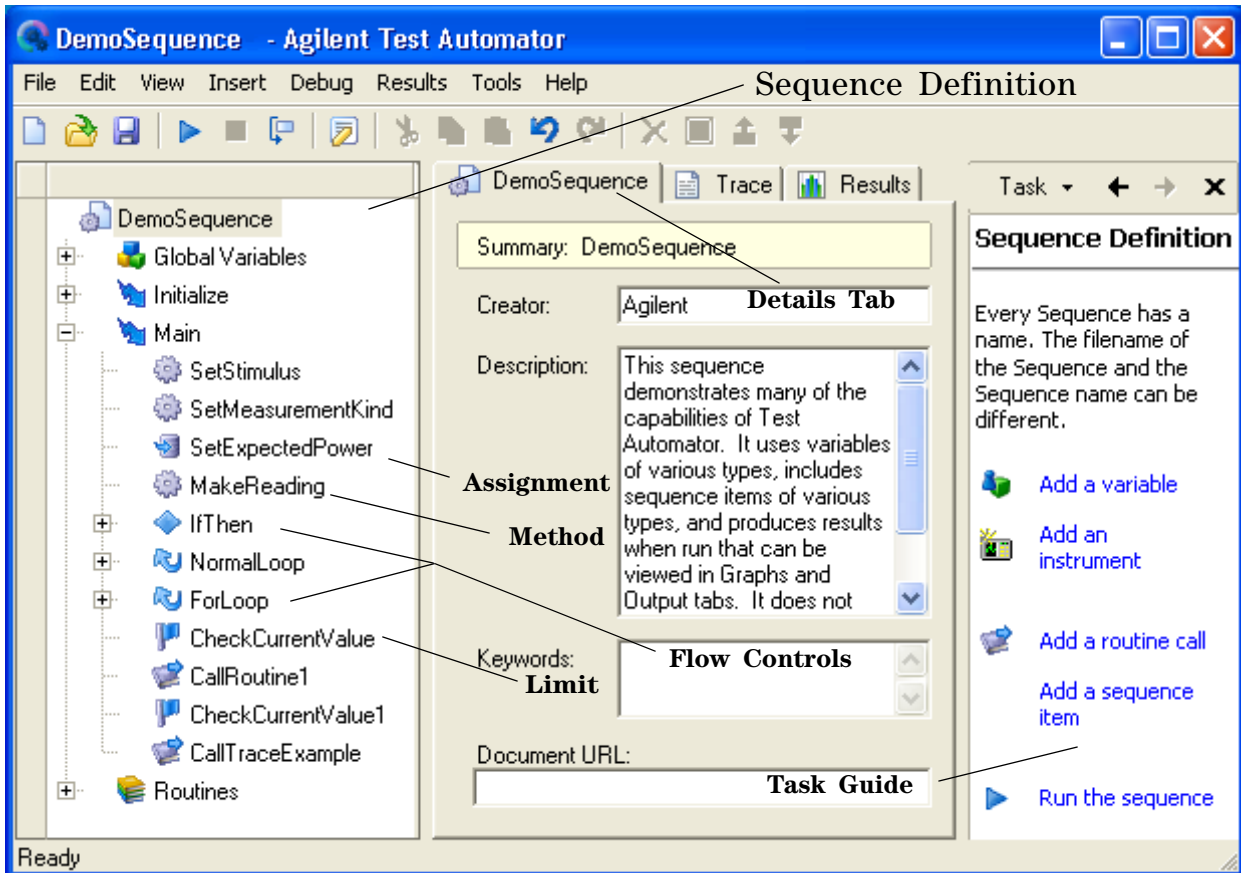 DemoSequence - Agilent Test Automator
File Edit View Insert Debug Results Tools Help
Sequence Definition
DemoSequence
Global Variables
Initialize
Main
SetStimulus
SetMeasurementKind
SetExpectedPower
MakeReading
IfThen
NormalLoop
ForLoop
CheckCurrentValue
CallRoutine1
CheckCurrentValue1
CallTraceExample
Routines
Assignment
Method
Limit
Flow Controls
DemoSequence Trace Results
Summary: DemoSequence
Details Tab
Creator: Agilent
Description:
This sequence
demonstrates many of the
capabilities of Test
Automator. It uses variables
of various types, includes
sequence items of various
types, and produces results
when run that can be
viewed in Graphs and
Output tabs. It does not
Keywords:
Document URL:
Task Guide
Task
Sequence Definition
Every Sequence has a
name. The filename of
the Sequence and the
Sequence name can be
different.
Add a variable
Add an
instrument
Add a routine call
Add a sequence
item
Run the sequence
Ready